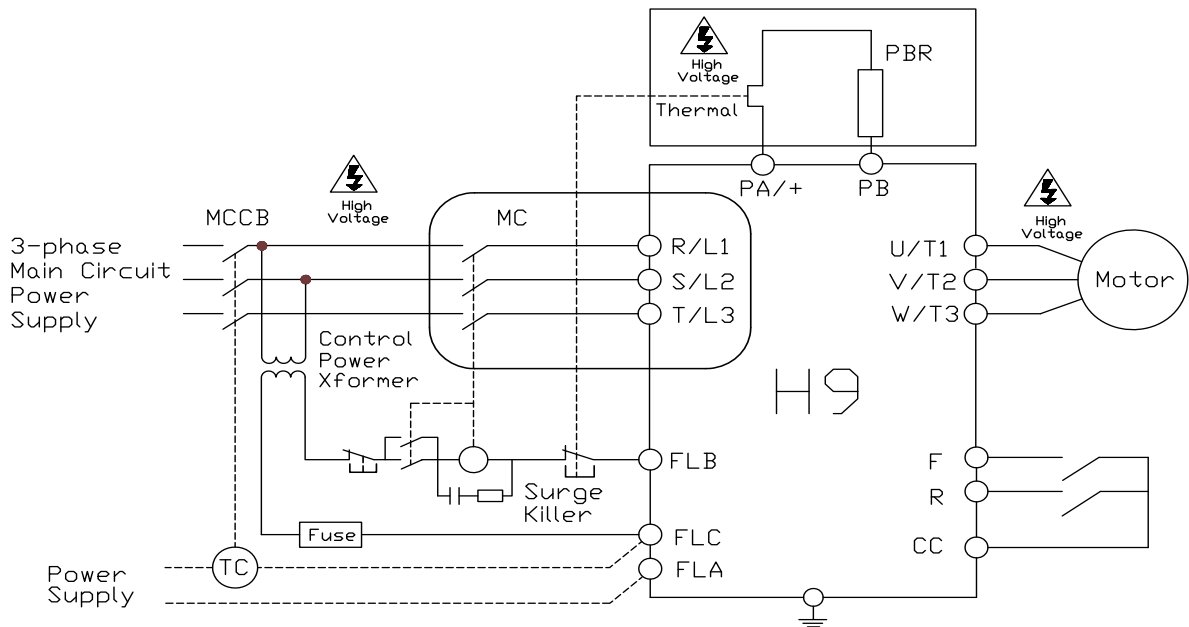 High
Voltage
PBR
Thermal
PA/+
PB
High
Voltage
High
Voltage
MCCB
MC
3-phase
Main Circuit
Power
Supply
R/L1
S/L2
T/L3
U/T1
V/T2
W/T3
Motor
Control
Power
Xformer
H9
FLB
F
R
CC
Surge
Killer
Fuse
FLC
FLA
TC
Power
Supply